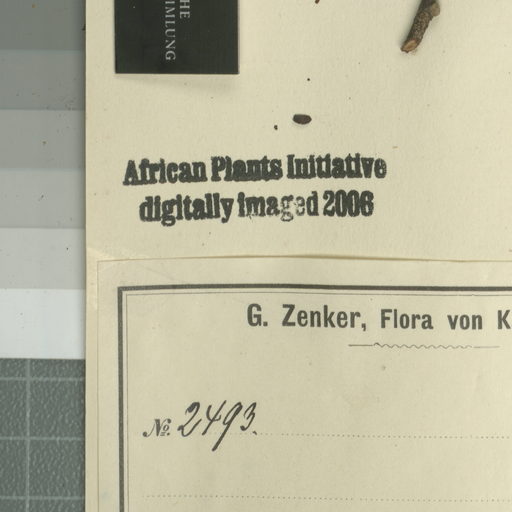 African Plants Initiative
digitally imaged 2006
G. Zenker, Flora von K
№. 2493.